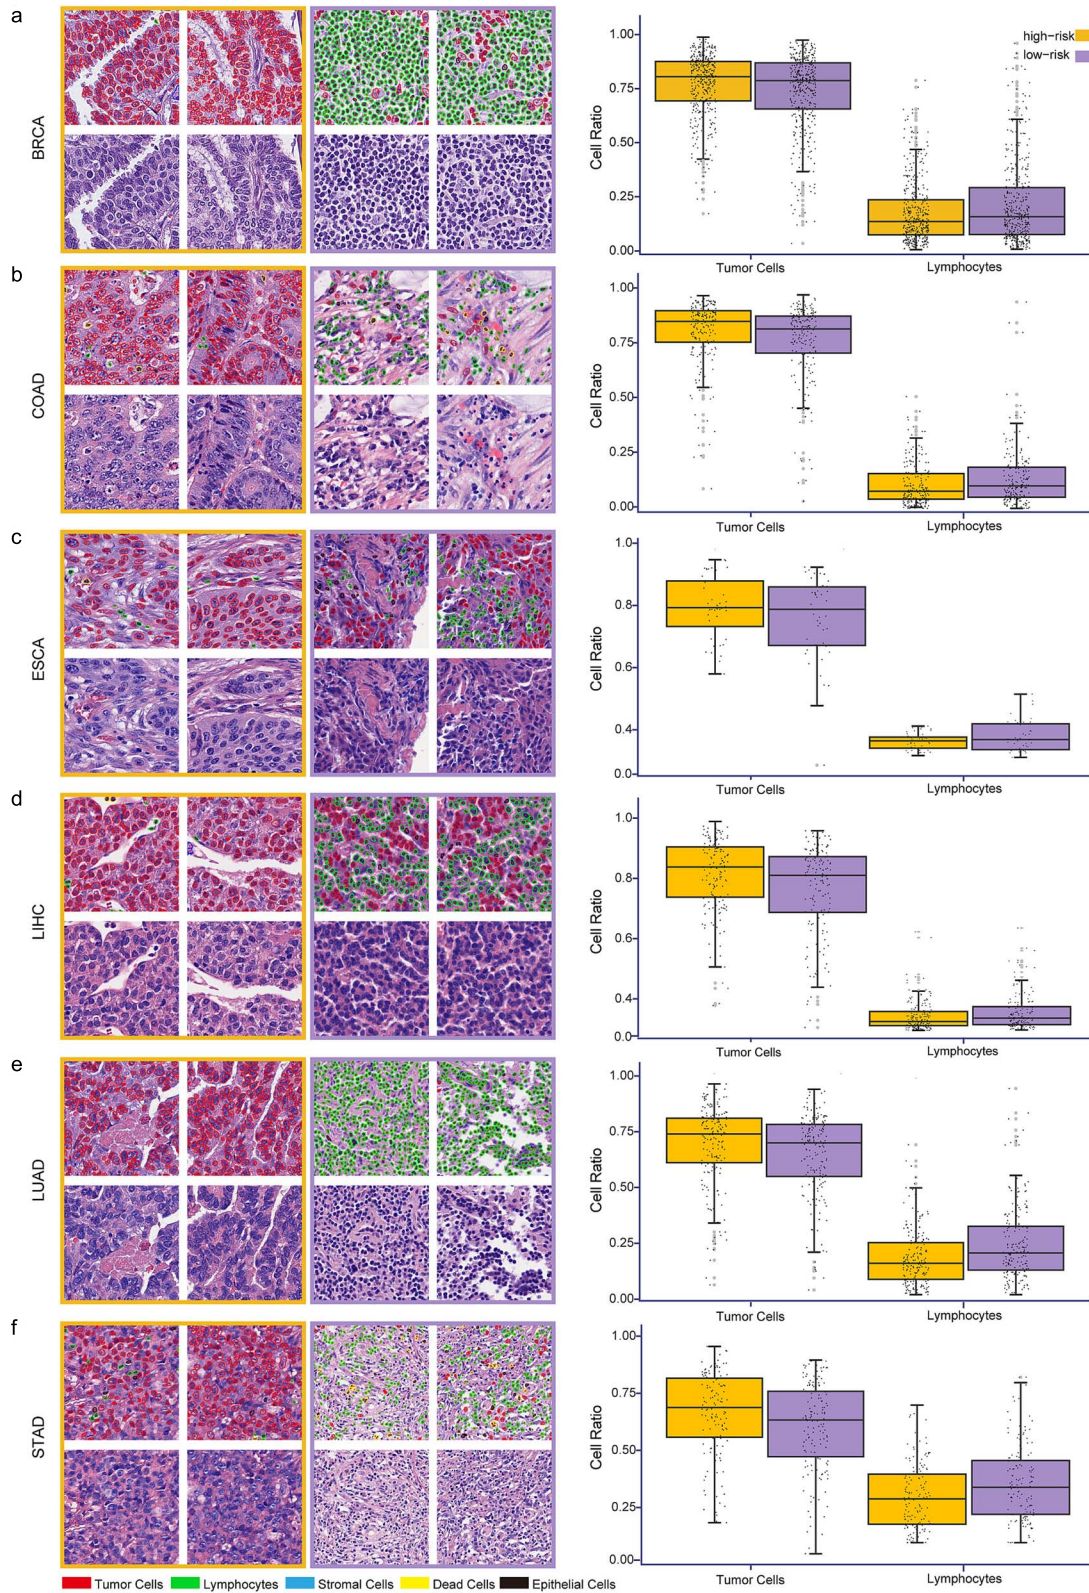 a
BRCA
1.00
0.75
0.50
0.25
0.00
Cell Ratio
high-risk
low-risk
Tumor Cells
Lymphocytes
b
COAD
1.00
0.75
0.50
0.25
0.00
Cell Ratio
Tumor Cells
Lymphocytes
c
ESCA
1.0
0.8
0.6
0.4
0.0
Cell Ratio
Tumor Cells
Lymphocytes
d
LIHC
1.0
0.8
0.6
0.4
0.0
Cell Ratio
Tumor Cells
Lymphocytes
e
LUAD
1.00
0.75
0.50
0.25
0.00
Cell Ratio
Tumor Cells
Lymphocytes
f
STAD
1.00
0.75
0.50
0.25
0.00
Cell Ratio
Tumor Cells
Lymphocytes
Tumor Cells Lymphocytes Stromal Cells Dead Cells Epithelial Cells